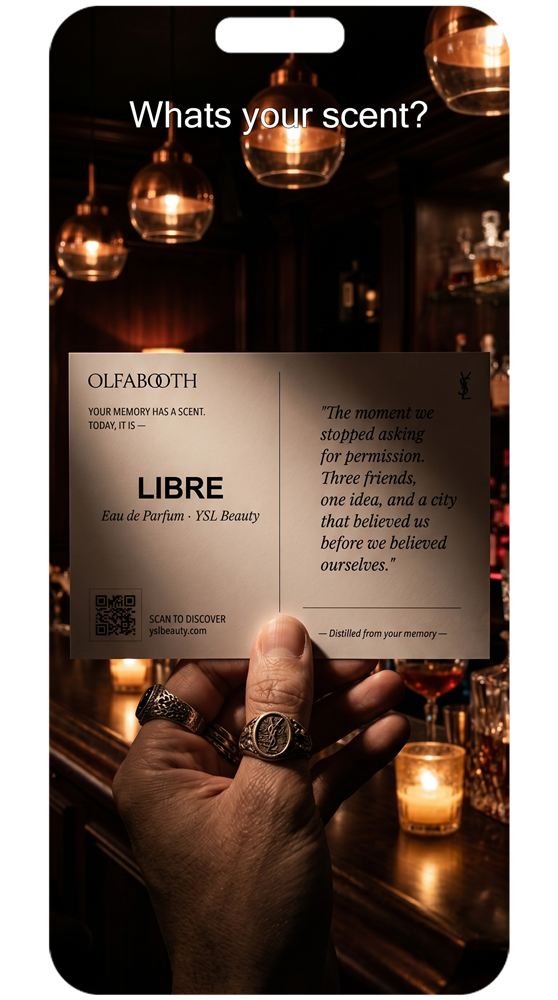 Whats your scent?
OLFABOOTH
YOUR MEMORY HAS A SCENT.
TODAY, IT IS —
LIBRE
Eau de Parfum · YSL Beauty
SCAN TO DISCOVER
yslbeauty.com
YSL
"The moment we
stopped asking
for permission.
Three friends,
one idea, and a city
that believed us
before we believed
ourselves."
— Distilled from your memory —